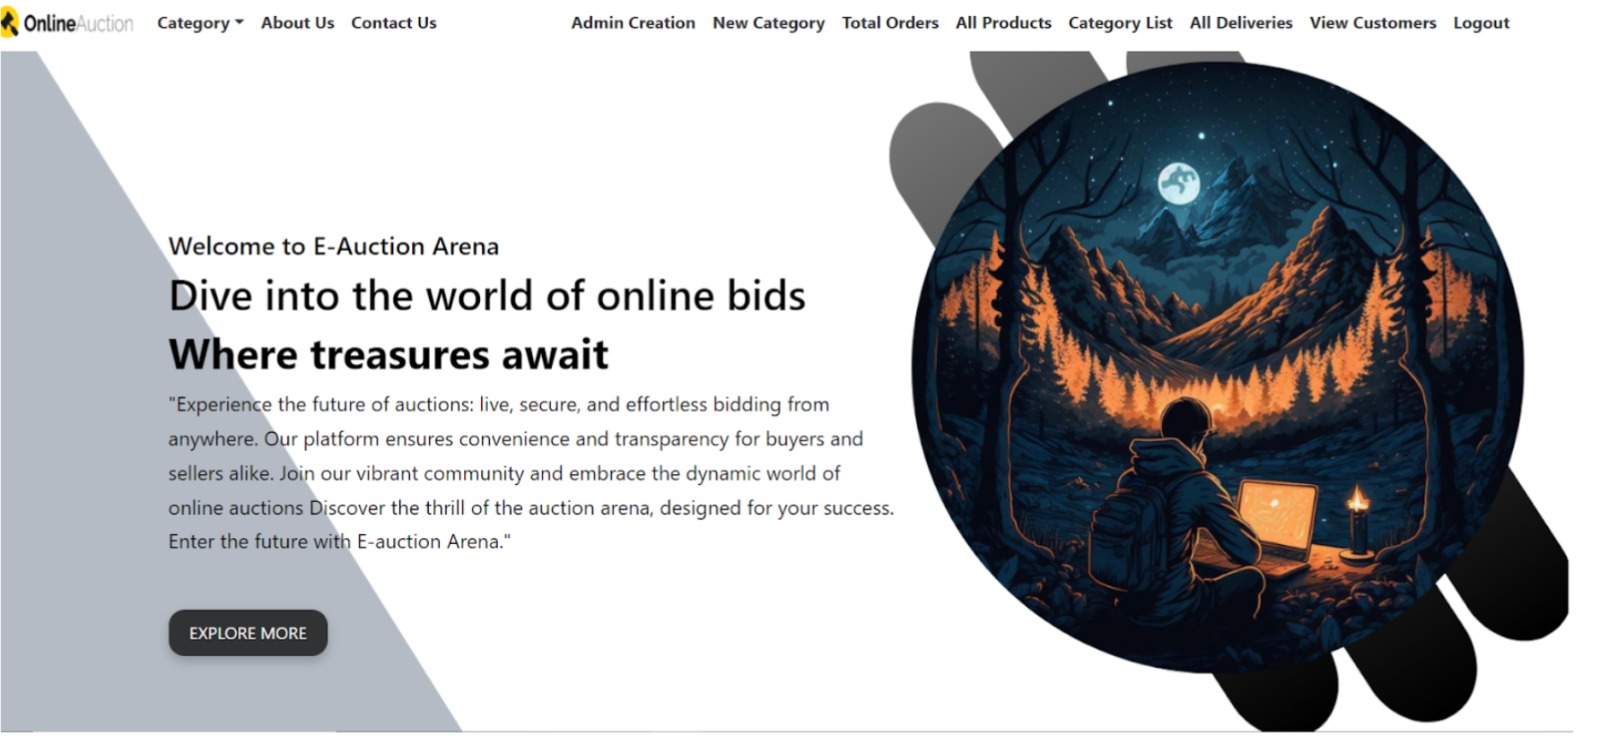 OnlineAuction Category About Us Contact Us Admin Creation New Category Total Orders All Products Category List All Deliveries View Customers Logout
Welcome to E-Auction Arena
Dive into the world of online bids
Where treasures await
"Experience the future of auctions: live, secure, and effortless bidding from
anywhere. Our platform ensures convenience and transparency for buyers and
sellers alike. Join our vibrant community and embrace the dynamic world of
online auctions Discover the thrill of the auction arena, designed for your success.
Enter the future with E-auction Arena."
EXPLORE MORE